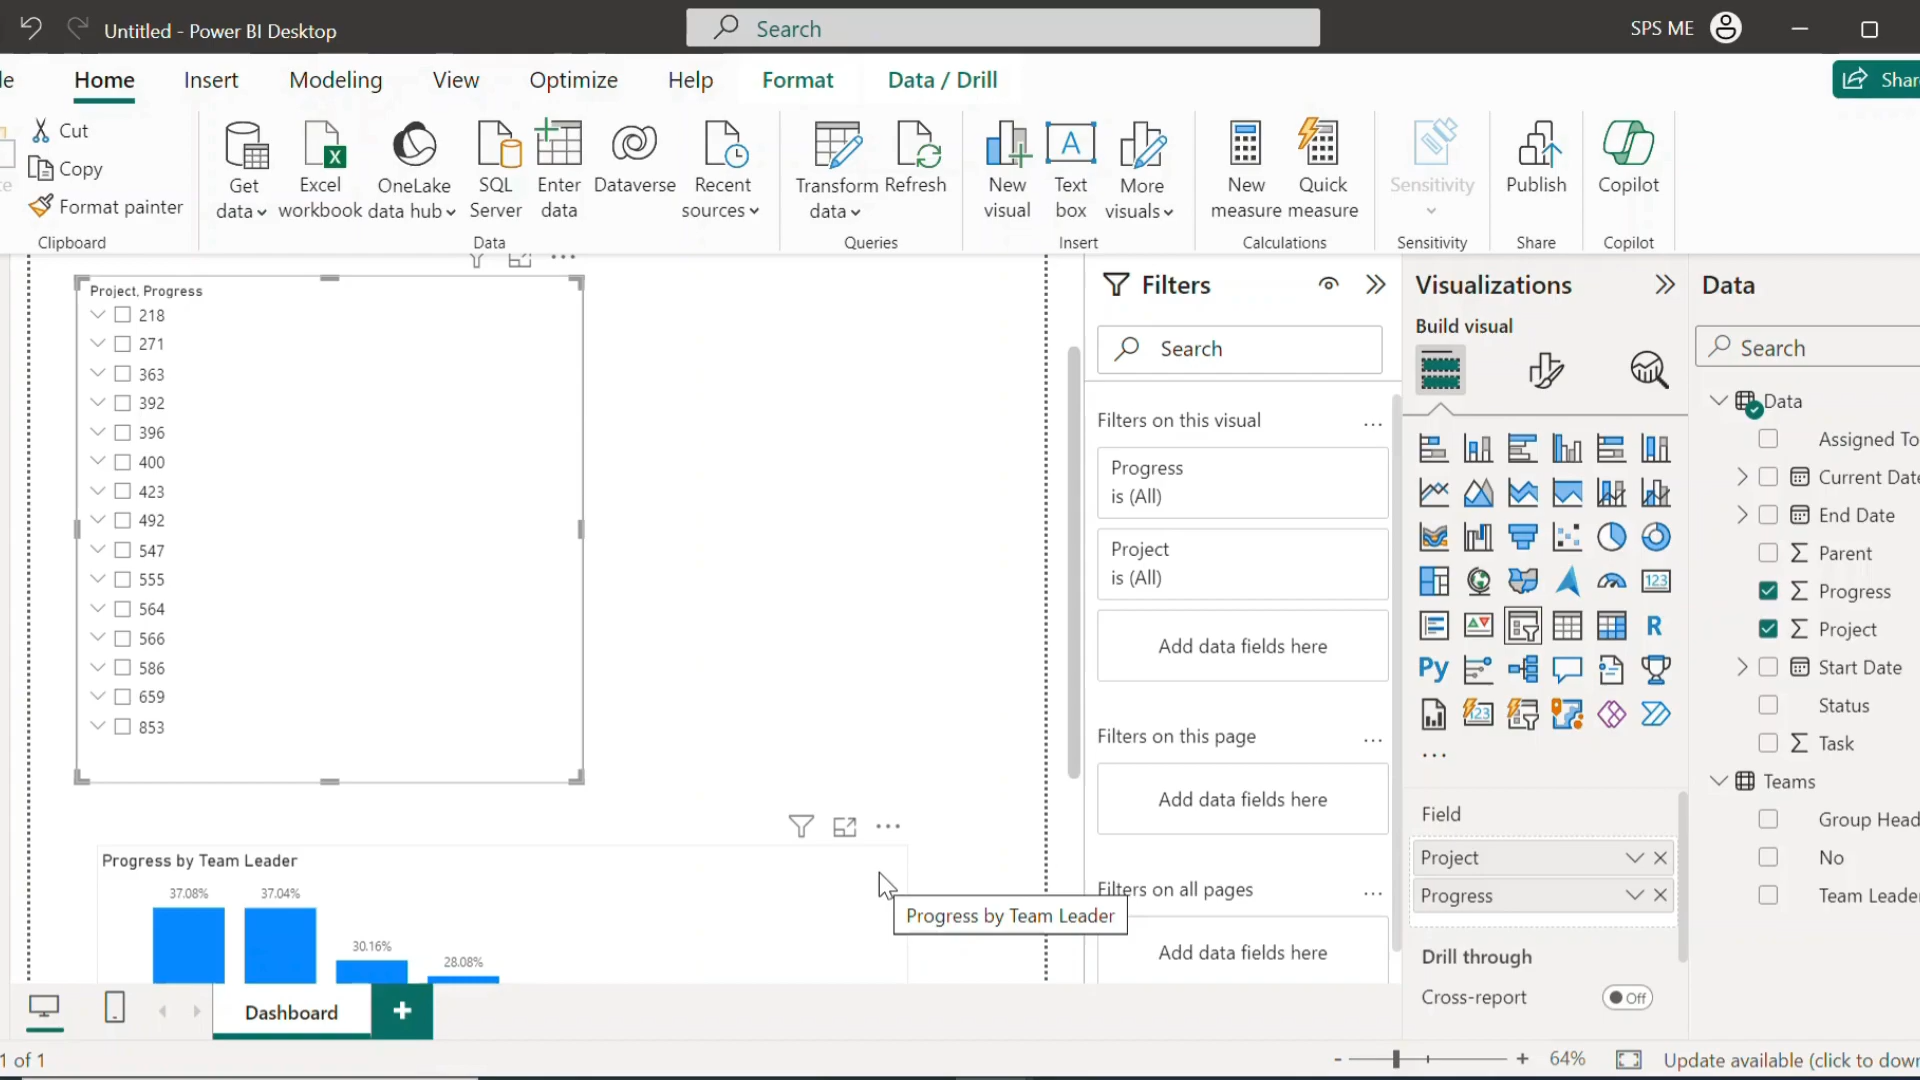 Untitled - Power BI Desktop
Search
SPS ME
Home
Insert
Modeling
View
Optimize
Help
Format
Data / Drill
Cut
Copy
Format painter
Clipboard
Get data
Excel workbook
OneLake data hub
SQL Server
Enter data
Dataverse
Recent sources
Data
Transform data
Refresh
Queries
New visual
Text box
More visuals
Insert
New measure
Quick measure
Calculations
Sensitivity
Sensitivity
Publish
Share
Copilot
Copilot
Project, Progress
218
271
363
392
396
400
423
492
547
555
564
566
586
659
853
Progress by Team Leader
37.08%
37.04%
30.16%
28.08%
Progress by Team Leader
Filters
Search
Filters on this visual
Progress
is (All)
Project
is (All)
Add data fields here
Filters on this page
Add data fields here
Filters on all pages
Add data fields here
Visualizations
Build visual
123
R
Py
123
Field
Project
Progress
Drill through
Cross-report
Off
Data
Search
Data
Assigned To
Current Date
End Date
Parent
Progress
Project
Start Date
Status
Task
Teams
Group Head
No
Team Leader
Dashboard
1 of 1
64%
Update available (click to down